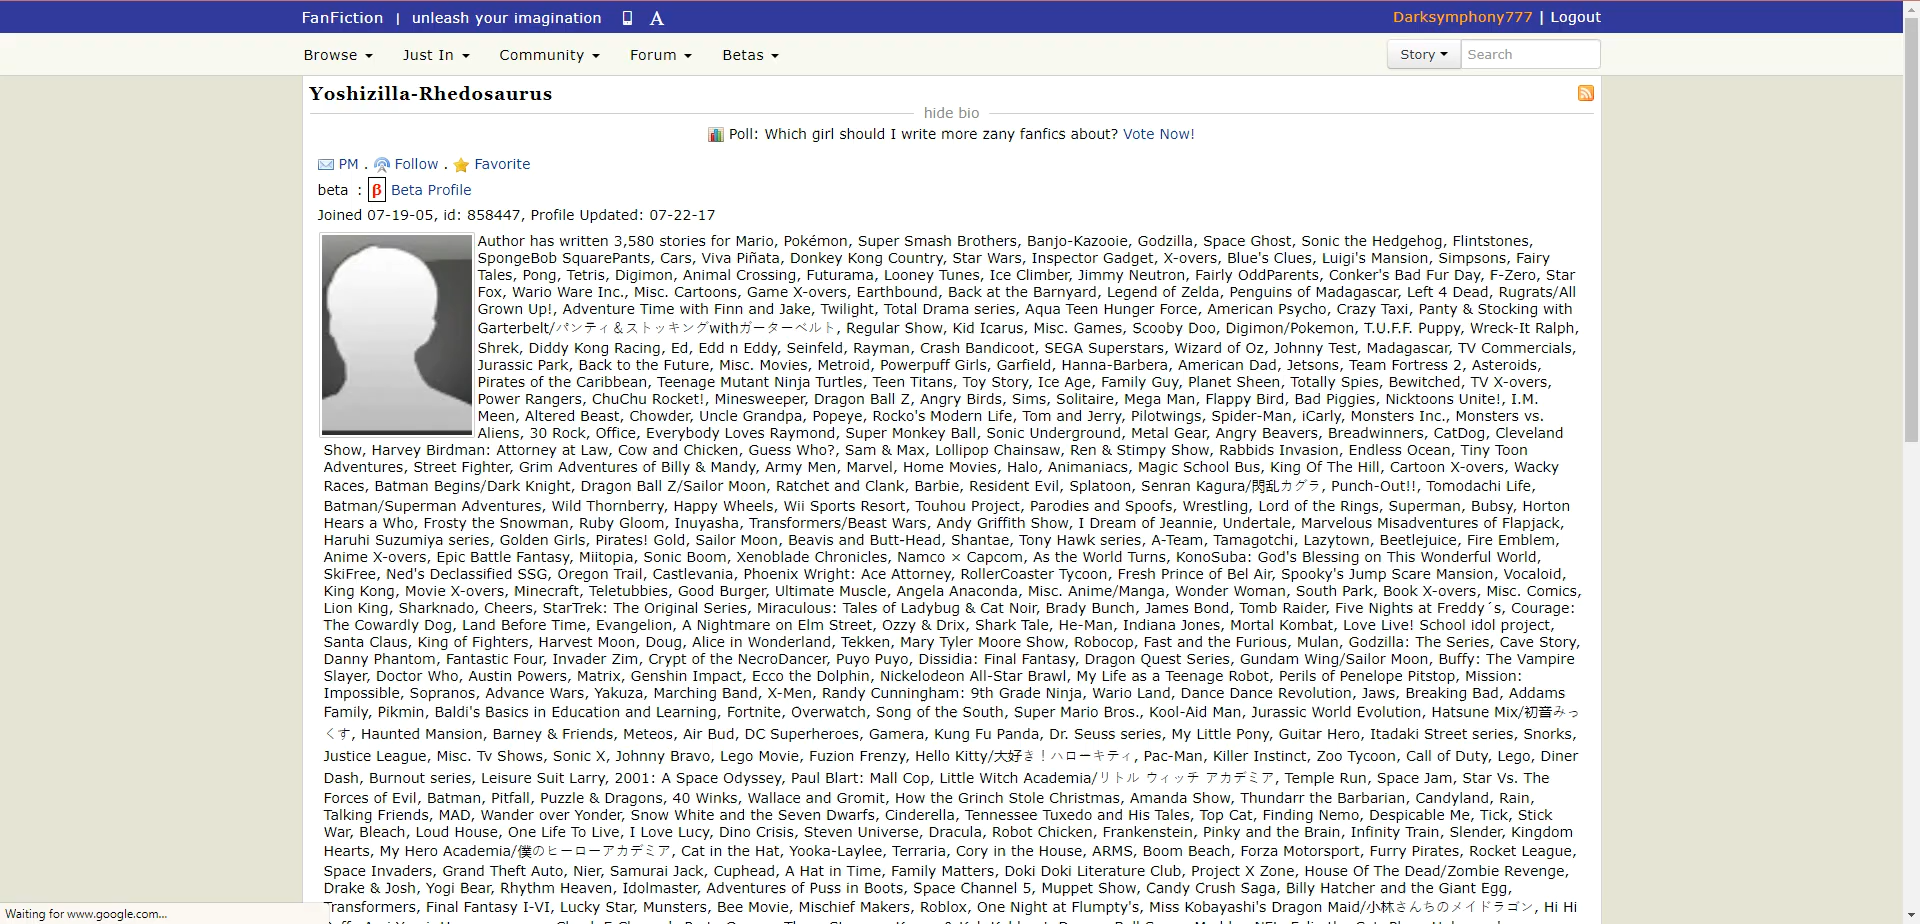 FanFiction | unleash your imagination A Darksymphony777 | Logout
Browse Just In Community Forum Betas Story Search
Yoshizilla-Rhedosaurus
hide bio
Poll: Which girl should I write more zany fanfics about? Vote Now!
PM . Follow . Favorite
beta : β Beta Profile
Joined 07-19-05, id: 858447, Profile Updated: 07-22-17
Author has written 3,580 stories for Mario, Pokémon, Super Smash Brothers, Banjo-Kazooie, Godzilla, Space Ghost, Sonic the Hedgehog, Flintstones,
SpongeBob SquarePants, Cars, Viva Piñata, Donkey Kong Country, Star Wars, Inspector Gadget, X-overs, Blue's Clues, Luigi's Mansion, Simpsons, Fairy
Tales, Pong, Tetris, Digimon, Animal Crossing, Futurama, Looney Tunes, Ice Climber, Jimmy Neutron, Fairly OddParents, Conker's Bad Fur Day, F-Zero, Star
Fox, Wario Ware Inc., Misc. Cartoons, Game X-overs, Earthbound, Back at the Barnyard, Legend of Zelda, Penguins of Madagascar, Left 4 Dead, Rugrats/All
Grown Up!, Adventure Time with Finn and Jake, Twilight, Total Drama series, Aqua Teen Hunger Force, American Psycho, Crazy Taxi, Panty & Stocking with
Garterbelt/パンティ＆ストッキングwithガーターベルト, Regular Show, Kid Icarus, Misc. Games, Scooby Doo, Digimon/Pokemon, T.U.F.F. Puppy, Wreck-It Ralph,
Shrek, Diddy Kong Racing, Ed, Edd n Eddy, Seinfeld, Rayman, Crash Bandicoot, SEGA Superstars, Wizard of Oz, Johnny Test, Madagascar, TV Commercials,
Jurassic Park, Back to the Future, Misc. Movies, Metroid, Powerpuff Girls, Garfield, Hanna-Barbera, American Dad, Jetsons, Team Fortress 2, Asteroids,
Pirates of the Caribbean, Teenage Mutant Ninja Turtles, Teen Titans, Toy Story, Ice Age, Family Guy, Planet Sheen, Totally Spies, Bewitched, TV X-overs,
Power Rangers, ChuChu Rocket!, Minesweeper, Dragon Ball Z, Angry Birds, Sims, Solitaire, Mega Man, Flappy Bird, Bad Piggies, Nicktoons Unite!, I.M.
Meen, Altered Beast, Chowder, Uncle Grandpa, Popeye, Rocko's Modern Life, Tom and Jerry, Pilotwings, Spider-Man, iCarly, Monsters Inc., Monsters vs.
Aliens, 30 Rock, Office, Everybody Loves Raymond, Super Monkey Ball, Sonic Underground, Metal Gear, Angry Beavers, Breadwinners, CatDog, Cleveland
Show, Harvey Birdman: Attorney at Law, Cow and Chicken, Guess Who?, Sam & Max, Lollipop Chainsaw, Ren & Stimpy Show, Rabbids Invasion, Endless Ocean, Tiny Toon
Adventures, Street Fighter, Grim Adventures of Billy & Mandy, Army Men, Marvel, Home Movies, Halo, Animaniacs, Magic School Bus, King Of The Hill, Cartoon X-overs, Wacky
Races, Batman Begins/Dark Knight, Dragon Ball Z/Sailor Moon, Ratchet and Clank, Barbie, Resident Evil, Splatoon, Senran Kagura/閃乱カグラ, Punch-Out!!, Tomodachi Life,
Batman/Superman Adventures, Wild Thornberry, Happy Wheels, Wii Sports Resort, Touhou Project, Parodies and Spoofs, Wrestling, Lord of the Rings, Superman, Bubsy, Horton
Hears a Who, Frosty the Snowman, Ruby Gloom, Inuyasha, Transformers/Beast Wars, Andy Griffith Show, I Dream of Jeannie, Undertale, Marvelous Misadventures of Flapjack,
Haruhi Suzumiya series, Golden Girls, Pirates! Gold, Sailor Moon, Beavis and Butt-Head, Shantae, Tony Hawk series, A-Team, Tamagotchi, Lazytown, Beetlejuice, Fire Emblem,
Anime X-overs, Epic Battle Fantasy, Miitopia, Sonic Boom, Xenoblade Chronicles, Namco × Capcom, As the World Turns, KonoSuba: God's Blessing on This Wonderful World,
SkiFree, Ned's Declassified SSG, Oregon Trail, Castlevania, Phoenix Wright: Ace Attorney, RollerCoaster Tycoon, Fresh Prince of Bel Air, Spooky's Jump Scare Mansion, Vocaloid,
King Kong, Movie X-overs, Minecraft, Teletubbies, Good Burger, Ultimate Muscle, Angela Anaconda, Misc. Anime/Manga, Wonder Woman, South Park, Book X-overs, Misc. Comics,
Lion King, Sharknado, Cheers, StarTrek: The Original Series, Miraculous: Tales of Ladybug & Cat Noir, Brady Bunch, James Bond, Tomb Raider, Five Nights at Freddy´s, Courage:
The Cowardly Dog, Land Before Time, Evangelion, A Nightmare on Elm Street, Ozzy & Drix, Shark Tale, He-Man, Indiana Jones, Mortal Kombat, Love Live! School idol project,
Santa Claus, King of Fighters, Harvest Moon, Doug, Alice in Wonderland, Tekken, Mary Tyler Moore Show, Robocop, Fast and the Furious, Mulan, Godzilla: The Series, Cave Story,
Danny Phantom, Fantastic Four, Invader Zim, Crypt of the NecroDancer, Puyo Puyo, Dissidia: Final Fantasy, Dragon Quest Series, Gundam Wing/Sailor Moon, Buffy: The Vampire
Slayer, Doctor Who, Austin Powers, Matrix, Genshin Impact, Ecco the Dolphin, Nickelodeon All-Star Brawl, My Life as a Teenage Robot, Perils of Penelope Pitstop, Mission:
Impossible, Sopranos, Advance Wars, Yakuza, Marching Band, X-Men, Randy Cunningham: 9th Grade Ninja, Wario Land, Dance Dance Revolution, Jaws, Breaking Bad, Addams
Family, Pikmin, Baldi's Basics in Education and Learning, Fortnite, Overwatch, Song of the South, Super Mario Bros., Kool-Aid Man, Jurassic World Evolution, Hatsune Mix/初音みっ
くす, Haunted Mansion, Barney & Friends, Meteos, Air Bud, DC Superheroes, Gamera, Kung Fu Panda, Dr. Seuss series, My Little Pony, Guitar Hero, Itadaki Street series, Snorks,
Justice League, Misc. Tv Shows, Sonic X, Johnny Bravo, Lego Movie, Fuzion Frenzy, Hello Kitty/大好き！ハローキティ, Pac-Man, Killer Instinct, Zoo Tycoon, Call of Duty, Lego, Diner
Dash, Burnout series, Leisure Suit Larry, 2001: A Space Odyssey, Paul Blart: Mall Cop, Little Witch Academia/リトル ウィッチ アカデミア, Temple Run, Space Jam, Star Vs. The
Forces of Evil, Batman, Pitfall, Puzzle & Dragons, 40 Winks, Wallace and Gromit, How the Grinch Stole Christmas, Amanda Show, Thundarr the Barbarian, Candyland, Rain,
Talking Friends, MAD, Wander over Yonder, Snow White and the Seven Dwarfs, Cinderella, Tennessee Tuxedo and His Tales, Top Cat, Finding Nemo, Despicable Me, Tick, Stick
War, Bleach, Loud House, One Life To Live, I Love Lucy, Dino Crisis, Steven Universe, Dracula, Robot Chicken, Frankenstein, Pinky and the Brain, Infinity Train, Slender, Kingdom
Hearts, My Hero Academia/僕のヒーローアカデミア, Cat in the Hat, Yooka-Laylee, Terraria, Cory in the House, ARMS, Boom Beach, Forza Motorsport, Furry Pirates, Rocket League,
Space Invaders, Grand Theft Auto, Nier, Samurai Jack, Cuphead, A Hat in Time, Family Matters, Doki Doki Literature Club, Project X Zone, House Of The Dead/Zombie Revenge,
Drake & Josh, Yogi Bear, Rhythm Heaven, Idolmaster, Adventures of Puss in Boots, Space Channel 5, Muppet Show, Candy Crush Saga, Billy Hatcher and the Giant Egg,
Transformers, Final Fantasy I-VI, Lucky Star, Munsters, Bee Movie, Mischief Makers, Roblox, One Night at Flumpty's, Miss Kobayashi's Dragon Maid/小林さんちのメイドラゴン, Hi Hi
Waiting for www.google.com...